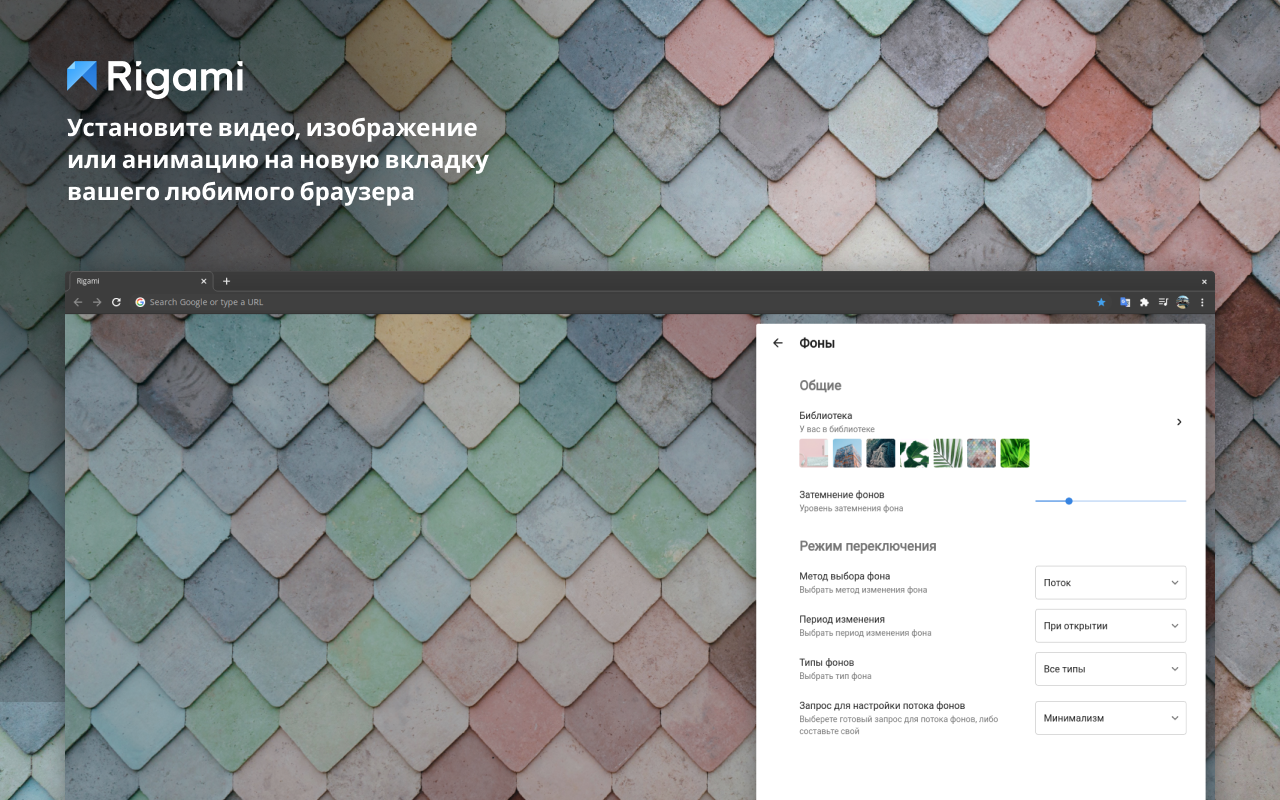 Rigami
Установите видео, изображение
или анимацию на новую вкладку
вашего любимого браузера
Rigami
Search Google or type a URL
Фоны
Общие
Библиотека
У вас в библиотеке
Затемнение фонов
Уровень затемнения фона
Режим переключения
Метод выбора фона
Выбрать метод изменения фона
Поток
Период изменения
Выбрать период изменения фона
При открытии
Типы фонов
Выбрать тип фона
Все типы
Запрос для настройки потока фонов
Выберете готовый запрос для потока фонов, либо
составьте свой
Минимализм